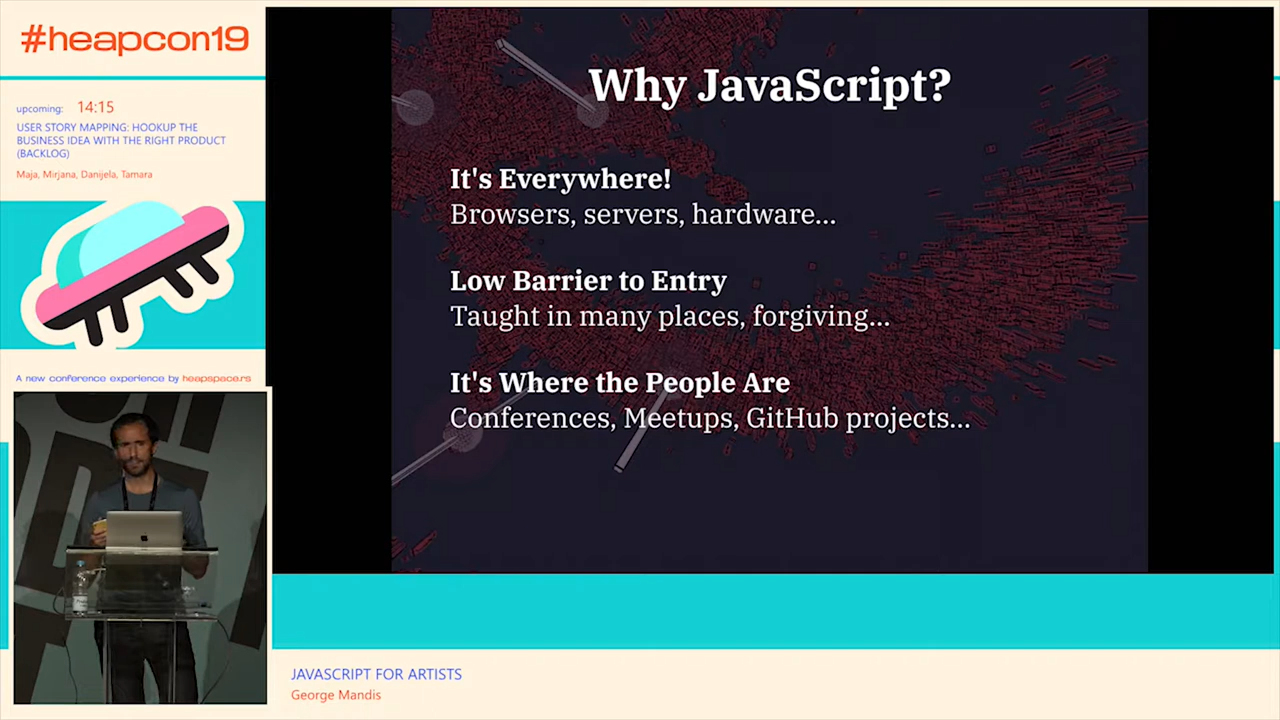 #heapcon19
upcoming: 14:15
USER STORY MAPPING: HOOKUP THE
BUSINESS IDEA WITH THE RIGHT PRODUCT
(BACKLOG)
Maja, Mirjana, Danijela, Tamara
A new conference experience by heapspace.rs
Why JavaScript?
It's Everywhere!
Browsers, servers, hardware...
Low Barrier to Entry
Taught in many places, forgiving...
It's Where the People Are
Conferences, Meetups, GitHub projects...
JAVASCRIPT FOR ARTISTS
George Mandis